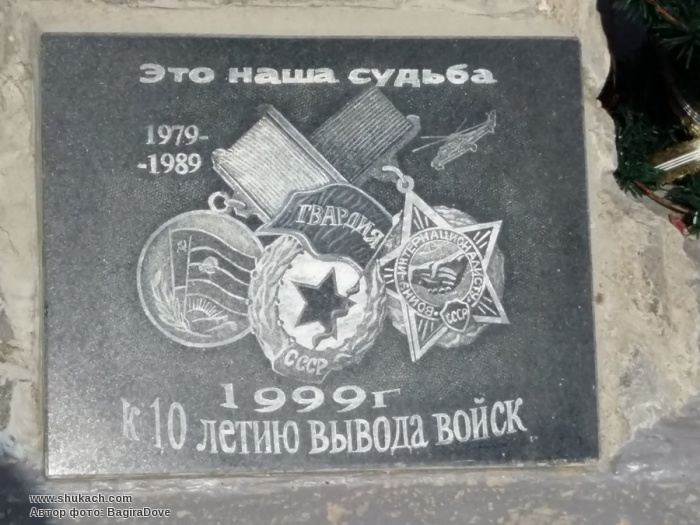 Это наша судьба
1979-
-1989
ГВАРДИЯ
ВОИНУ-ИНТЕРНАЦИОНАЛИСТУ
СССР
СССР
1999г
к 10 летию вывода войск
www.shukach.com
Автор фото: BagiraDove